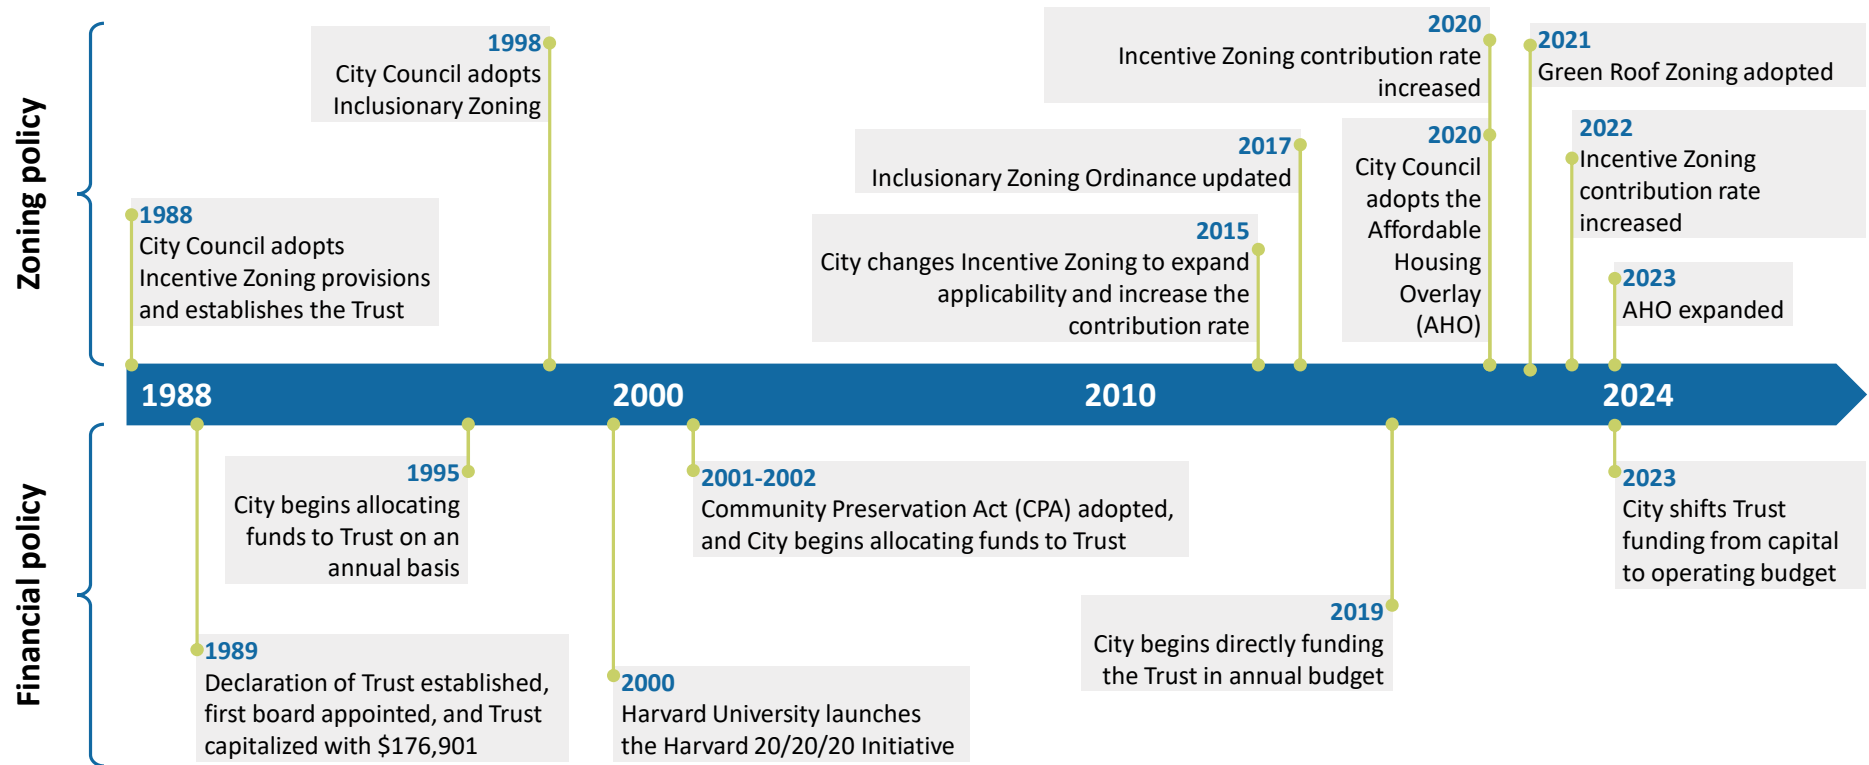 Zoning policy
1988
City Council adopts
Incentive Zoning provisions
and establishes the Trust
1998
City Council adopts
Inclusionary Zoning
2015
City changes Incentive Zoning to expand
applicability and increase the
contribution rate
2017
Inclusionary Zoning Ordinance updated
2020
Incentive Zoning contribution rate
increased
2020
City Council
adopts the
Affordable
Housing
Overlay
(AHO)
2021
Green Roof Zoning adopted
2022
Incentive Zoning
contribution rate
increased
2023
AHO expanded
1988
2000
2010
2024
Financial policy
1989
Declaration of Trust established,
first board appointed, and Trust
capitalized with $176,901
1995
City begins allocating
funds to Trust on an
annual basis
2000
Harvard University launches
the Harvard 20/20/20 Initiative
2001-2002
Community Preservation Act (CPA) adopted,
and City begins allocating funds to Trust
2019
City begins directly funding
the Trust in annual budget
2023
City shifts Trust
funding from capital
to operating budget